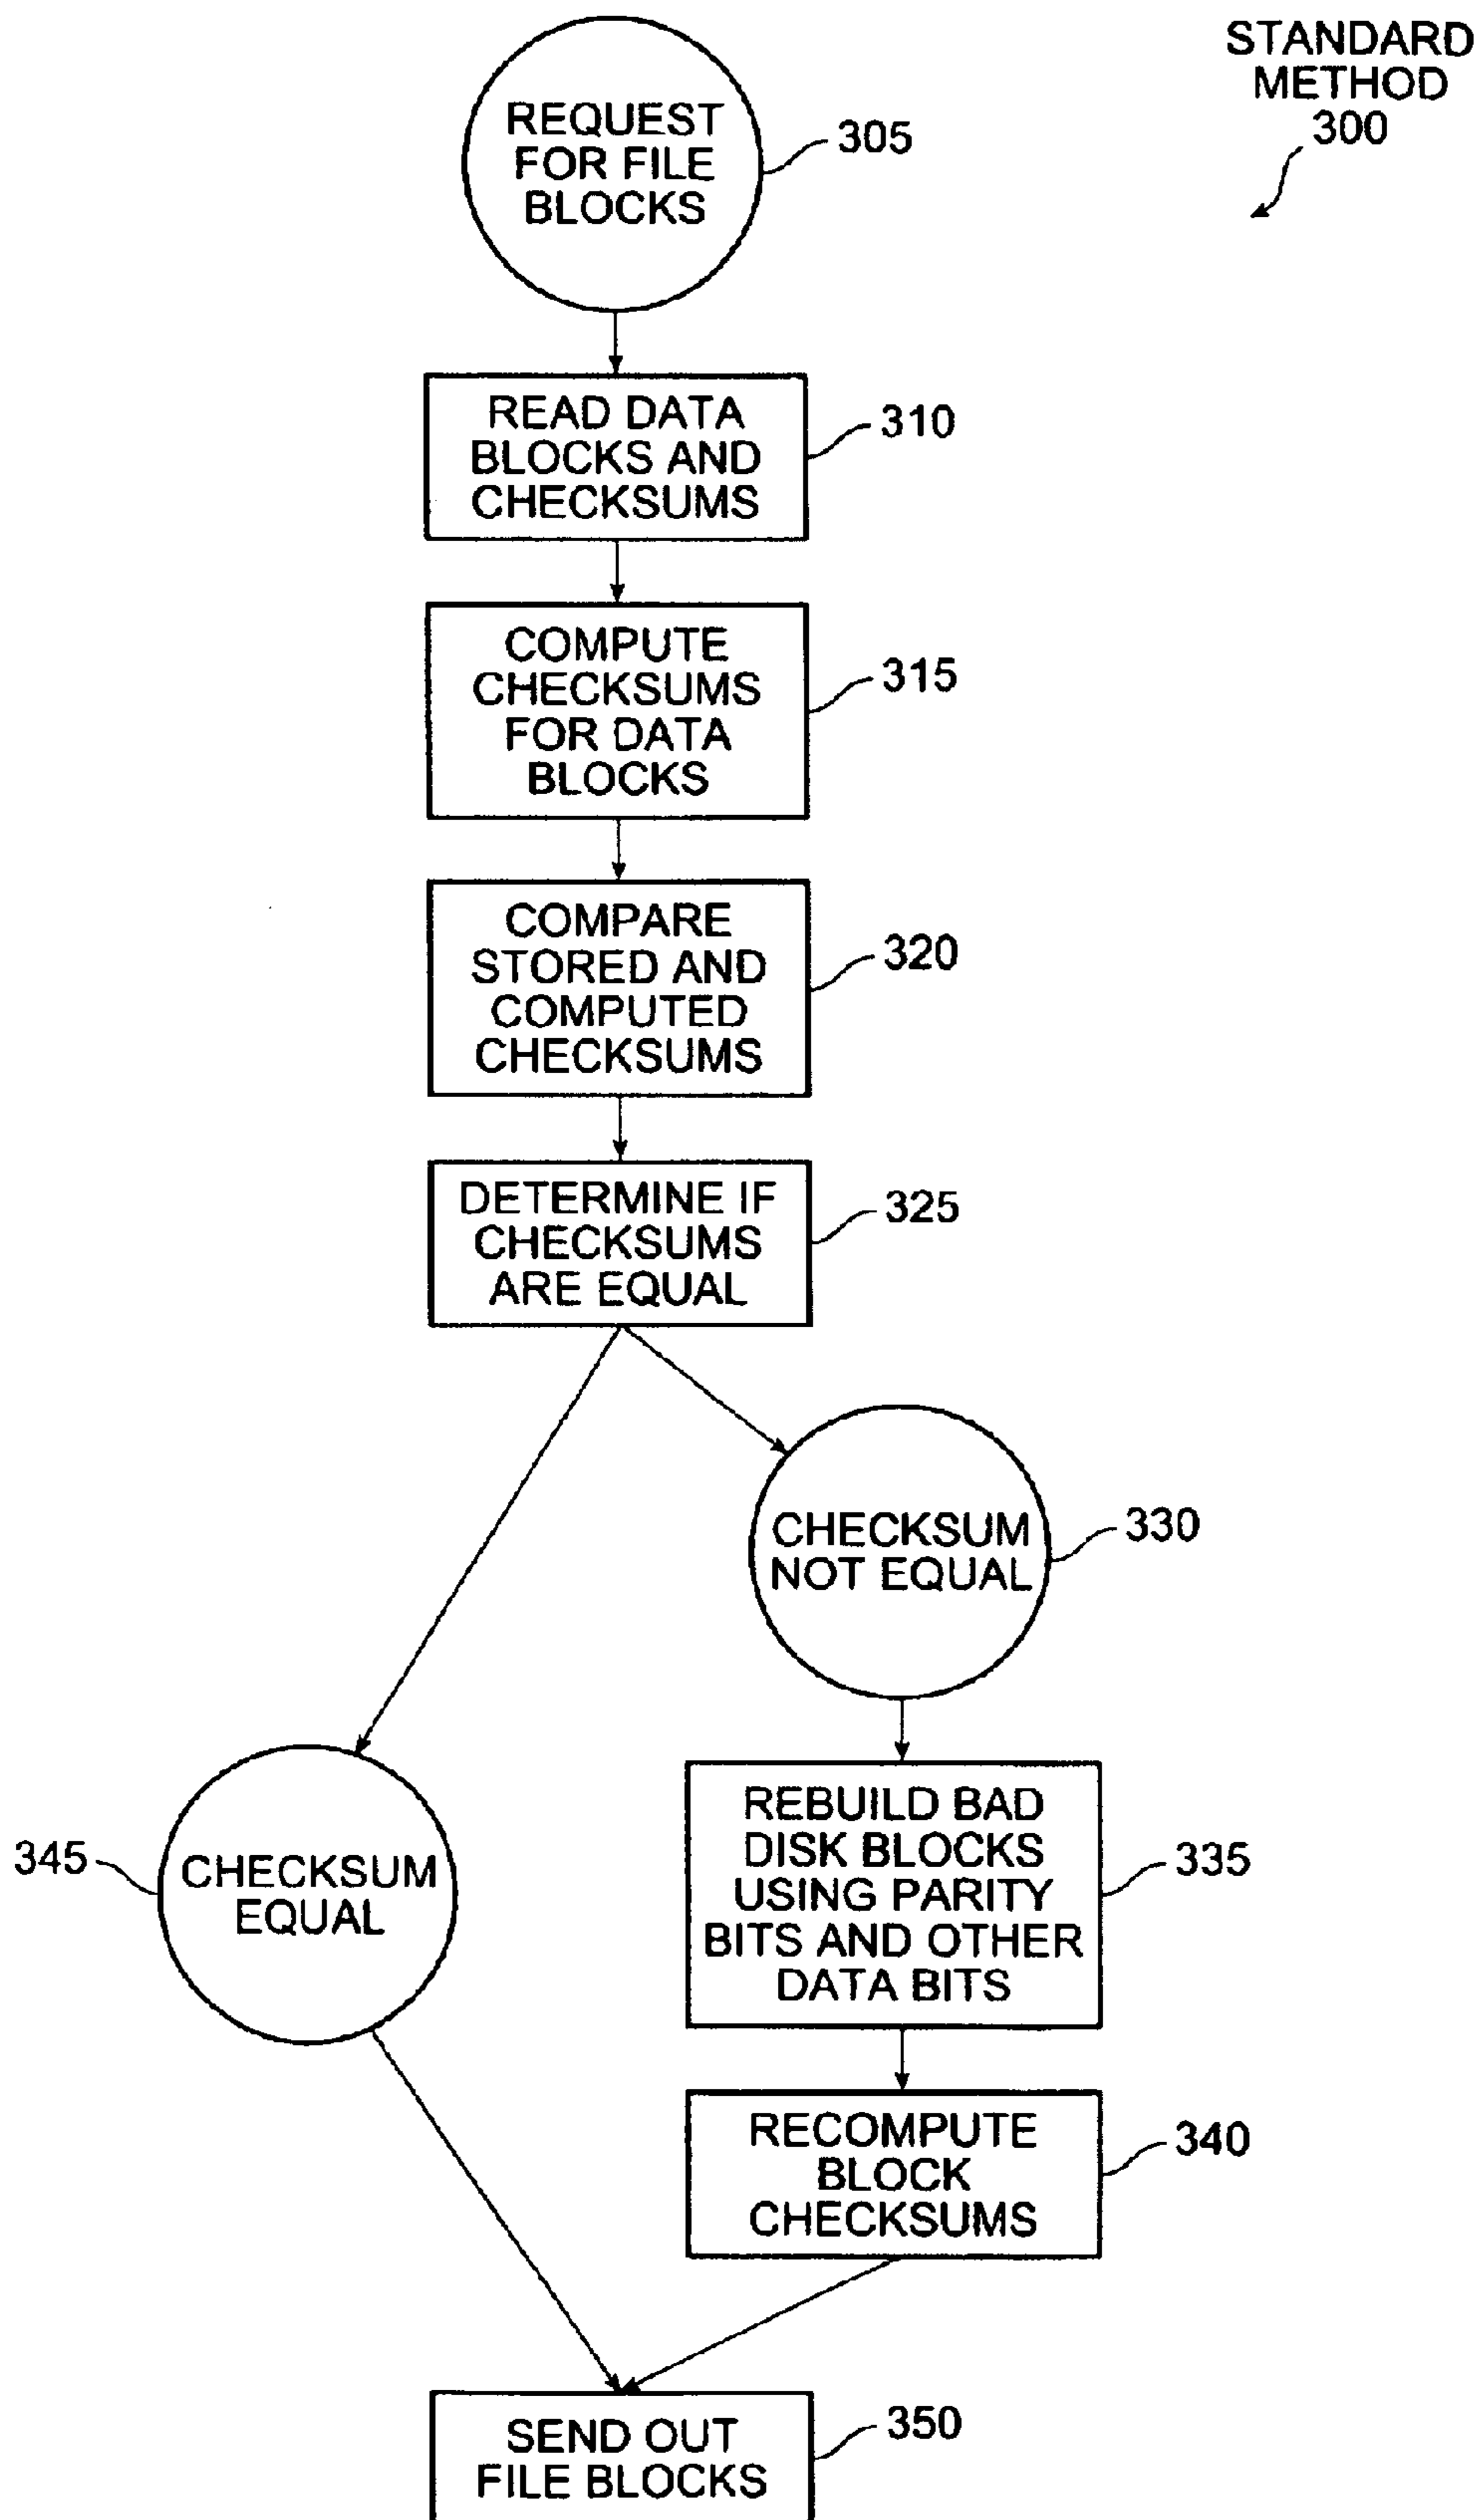 STANDARD
METHOD
300
REQUEST
FOR FILE
BLOCKS
305
READ DATA
BLOCKS AND
CHECKSUMS
310
COMPUTE
CHECKSUMS
FOR DATA
BLOCKS
315
COMPARE
STORED AND
COMPUTED
CHECKSUMS
320
DETERMINE IF
CHECKSUMS
ARE EQUAL
325
CHECKSUM
NOT EQUAL
330
REBUILD BAD
DISK BLOCKS
USING PARITY
BITS AND OTHER
DATA BITS
335
345
CHECKSUM
EQUAL
RECOMPUTE
BLOCK
CHECKSUMS
340
SEND OUT
FILE BLOCKS
350